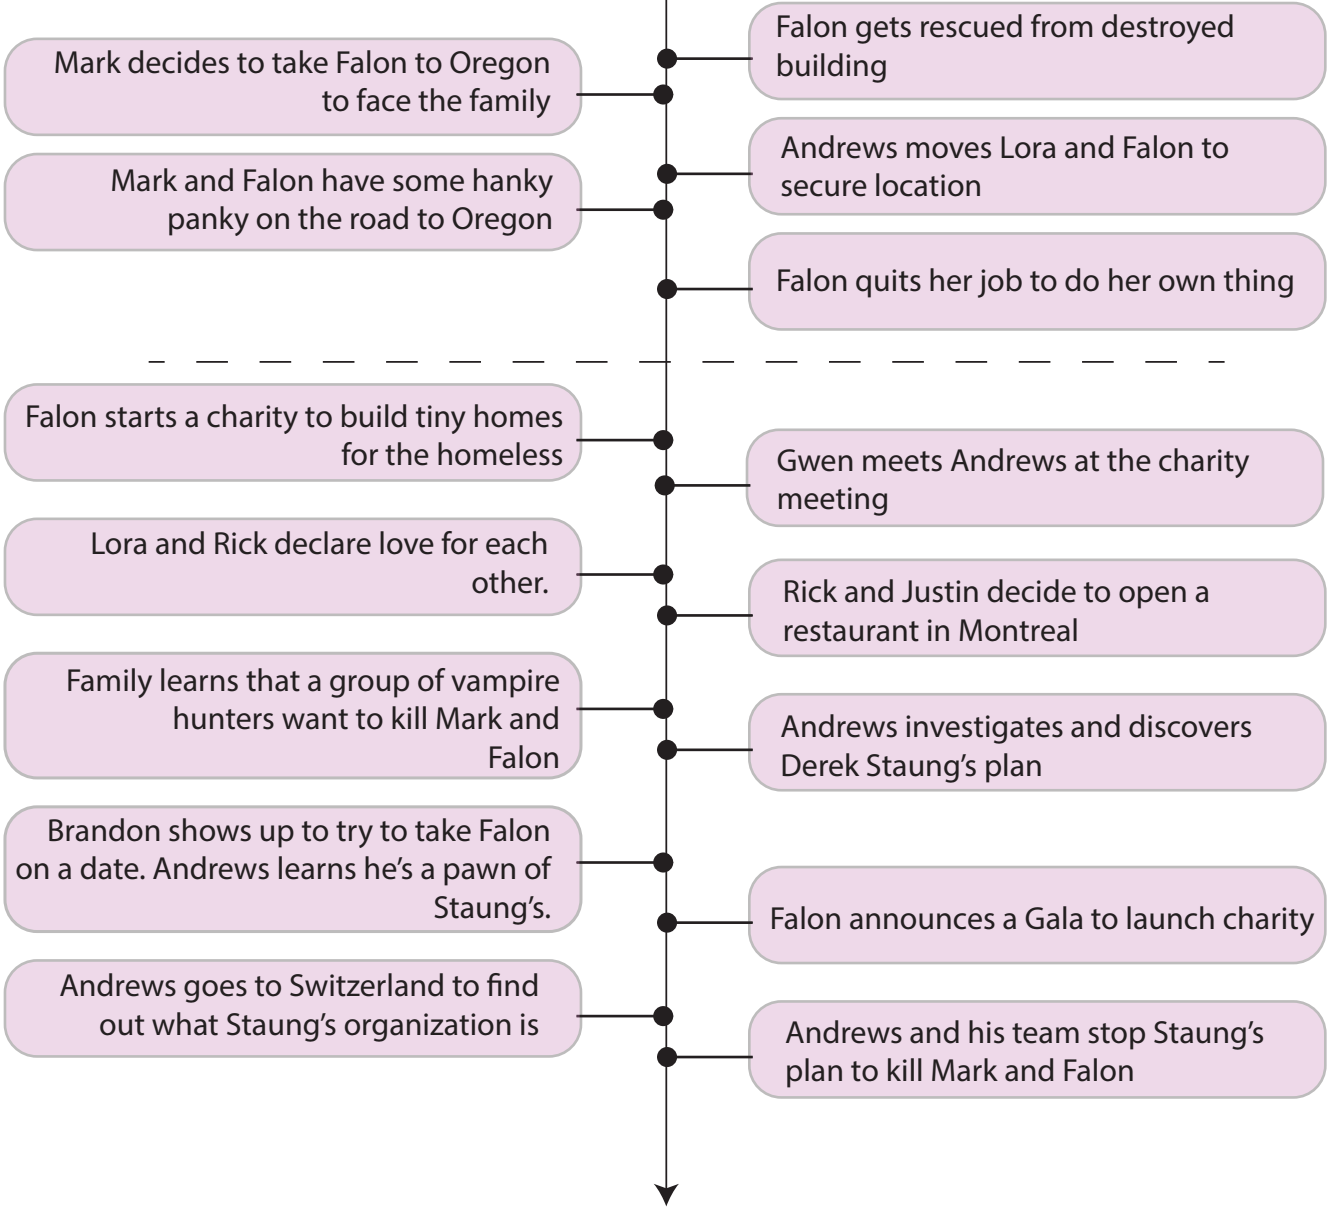 Falon gets rescued from destroyed
building
Mark decides to take Falon to Oregon
to face the family
Andrews moves Lora and Falon to
secure location
Mark and Falon have some hanky
panky on the road to Oregon
Falon quits her job to do her own thing
Falon starts a charity to build tiny homes
for the homeless
Gwen meets Andrews at the charity
meeting
Lora and Rick declare love for each
other.
Rick and Justin decide to open a
restaurant in Montreal
Family learns that a group of vampire
hunters want to kill Mark and
Falon
Andrews investigates and discovers
Derek Staung’s plan
Brandon shows up to try to take Falon
on a date. Andrews learns he’s a pawn of
Staung’s.
Falon announces a Gala to launch charity
Andrews goes to Switzerland to find
out what Staung’s organization is
Andrews and his team stop Staung’s
plan to kill Mark and Falon